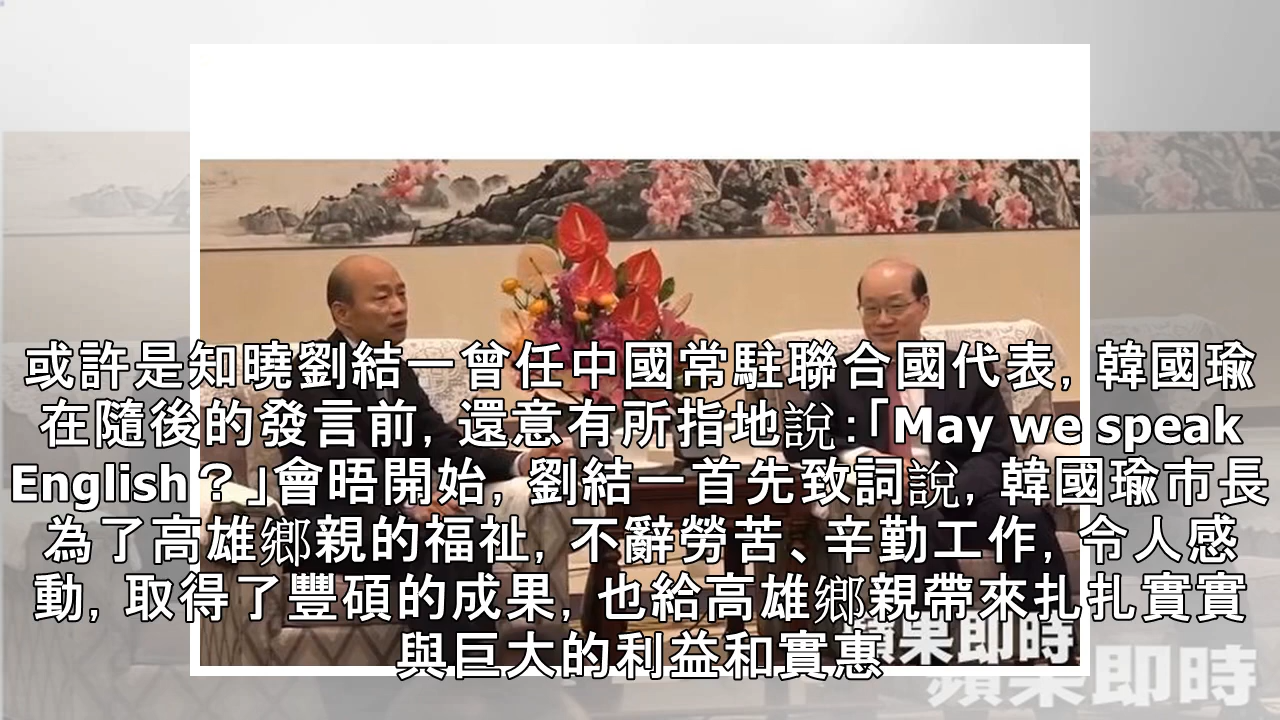 或許是知曉劉結一曾任中國常駐聯合國代表，韓國瑜
在隨後的發言前，還意有所指地說：「May we speak
English？」會晤開始，劉結一首先致詞說，韓國瑜市長
為了高雄鄉親的福祉，不辭勞苦、辛勤工作，令人感
動，取得了豐碩的成果，也給高雄鄉親帶來扎扎實實
與巨大的利益和實惠
蘋果即時
蘋果即時